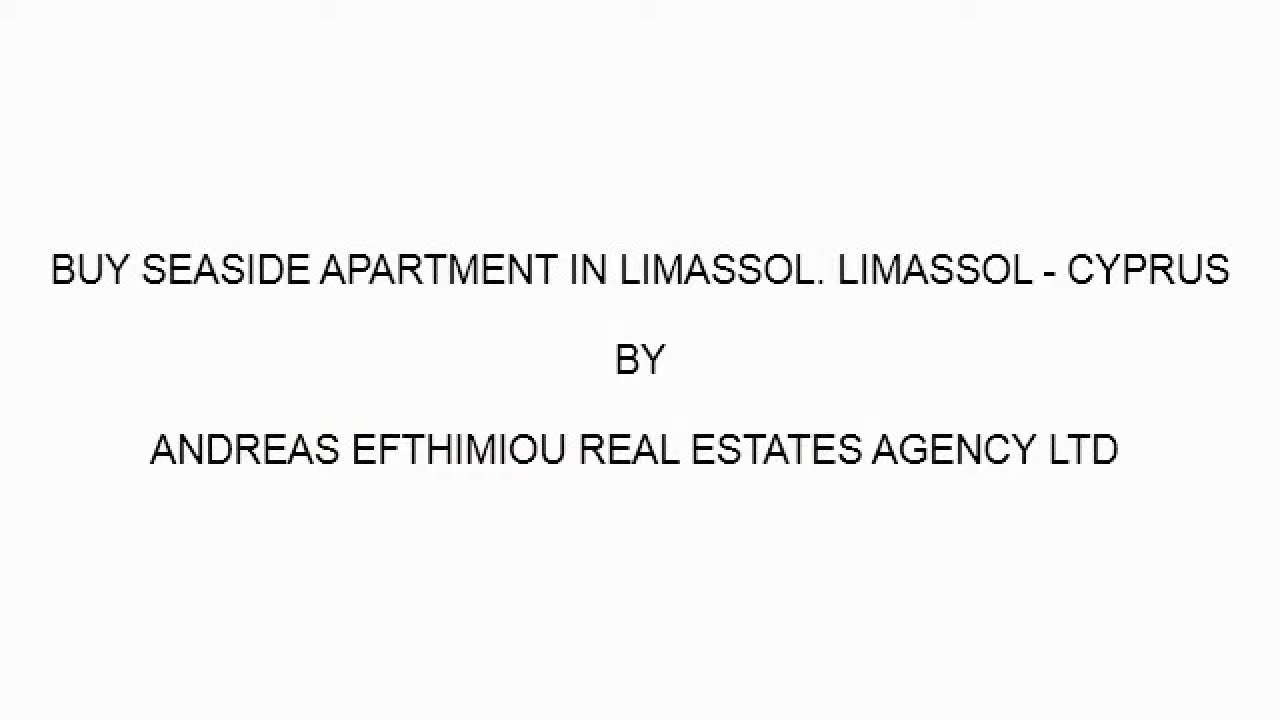 BUY SEASIDE APARTMENT IN LIMASSOL. LIMASSOL - CYPRUS
BY
ANDREAS EFTHIMIOU REAL ESTATES AGENCY LTD